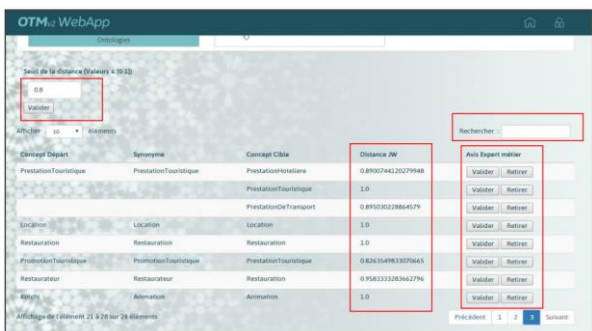 OTMv2 WebApp
Ontologies
Seuil de la distance (Valeurs ε [0 1])
0.8
Valider
Afficher 10 éléments Rechercher :
Concept Départ Synonyme Concept Cible Distance JW Avis Expert métier
PrestationTouristique PrestationTouristique PrestationHoteliere 0.8900744120279948 Valider Retirer
PrestationTouristique 1.0 Valider Retirer
PrestationDeTransport 0.895030228864579 Valider Retirer
Location Location Location 1.0 Valider Retirer
Restauration Restauration Restauration 1.0 Valider Retirer
PromotionTouristique PromotionTouristique PrestationTouristique 0.8263549833070665 Valider Retirer
Restaurateur Restaurateur Restauration 0.9583333283662796 Valider Retirer
Animation Animation 1.0 Valider Retirer
Affichage de l'élement 21 à 28 sur 28 éléments Précédent 1 2 3 Suivant